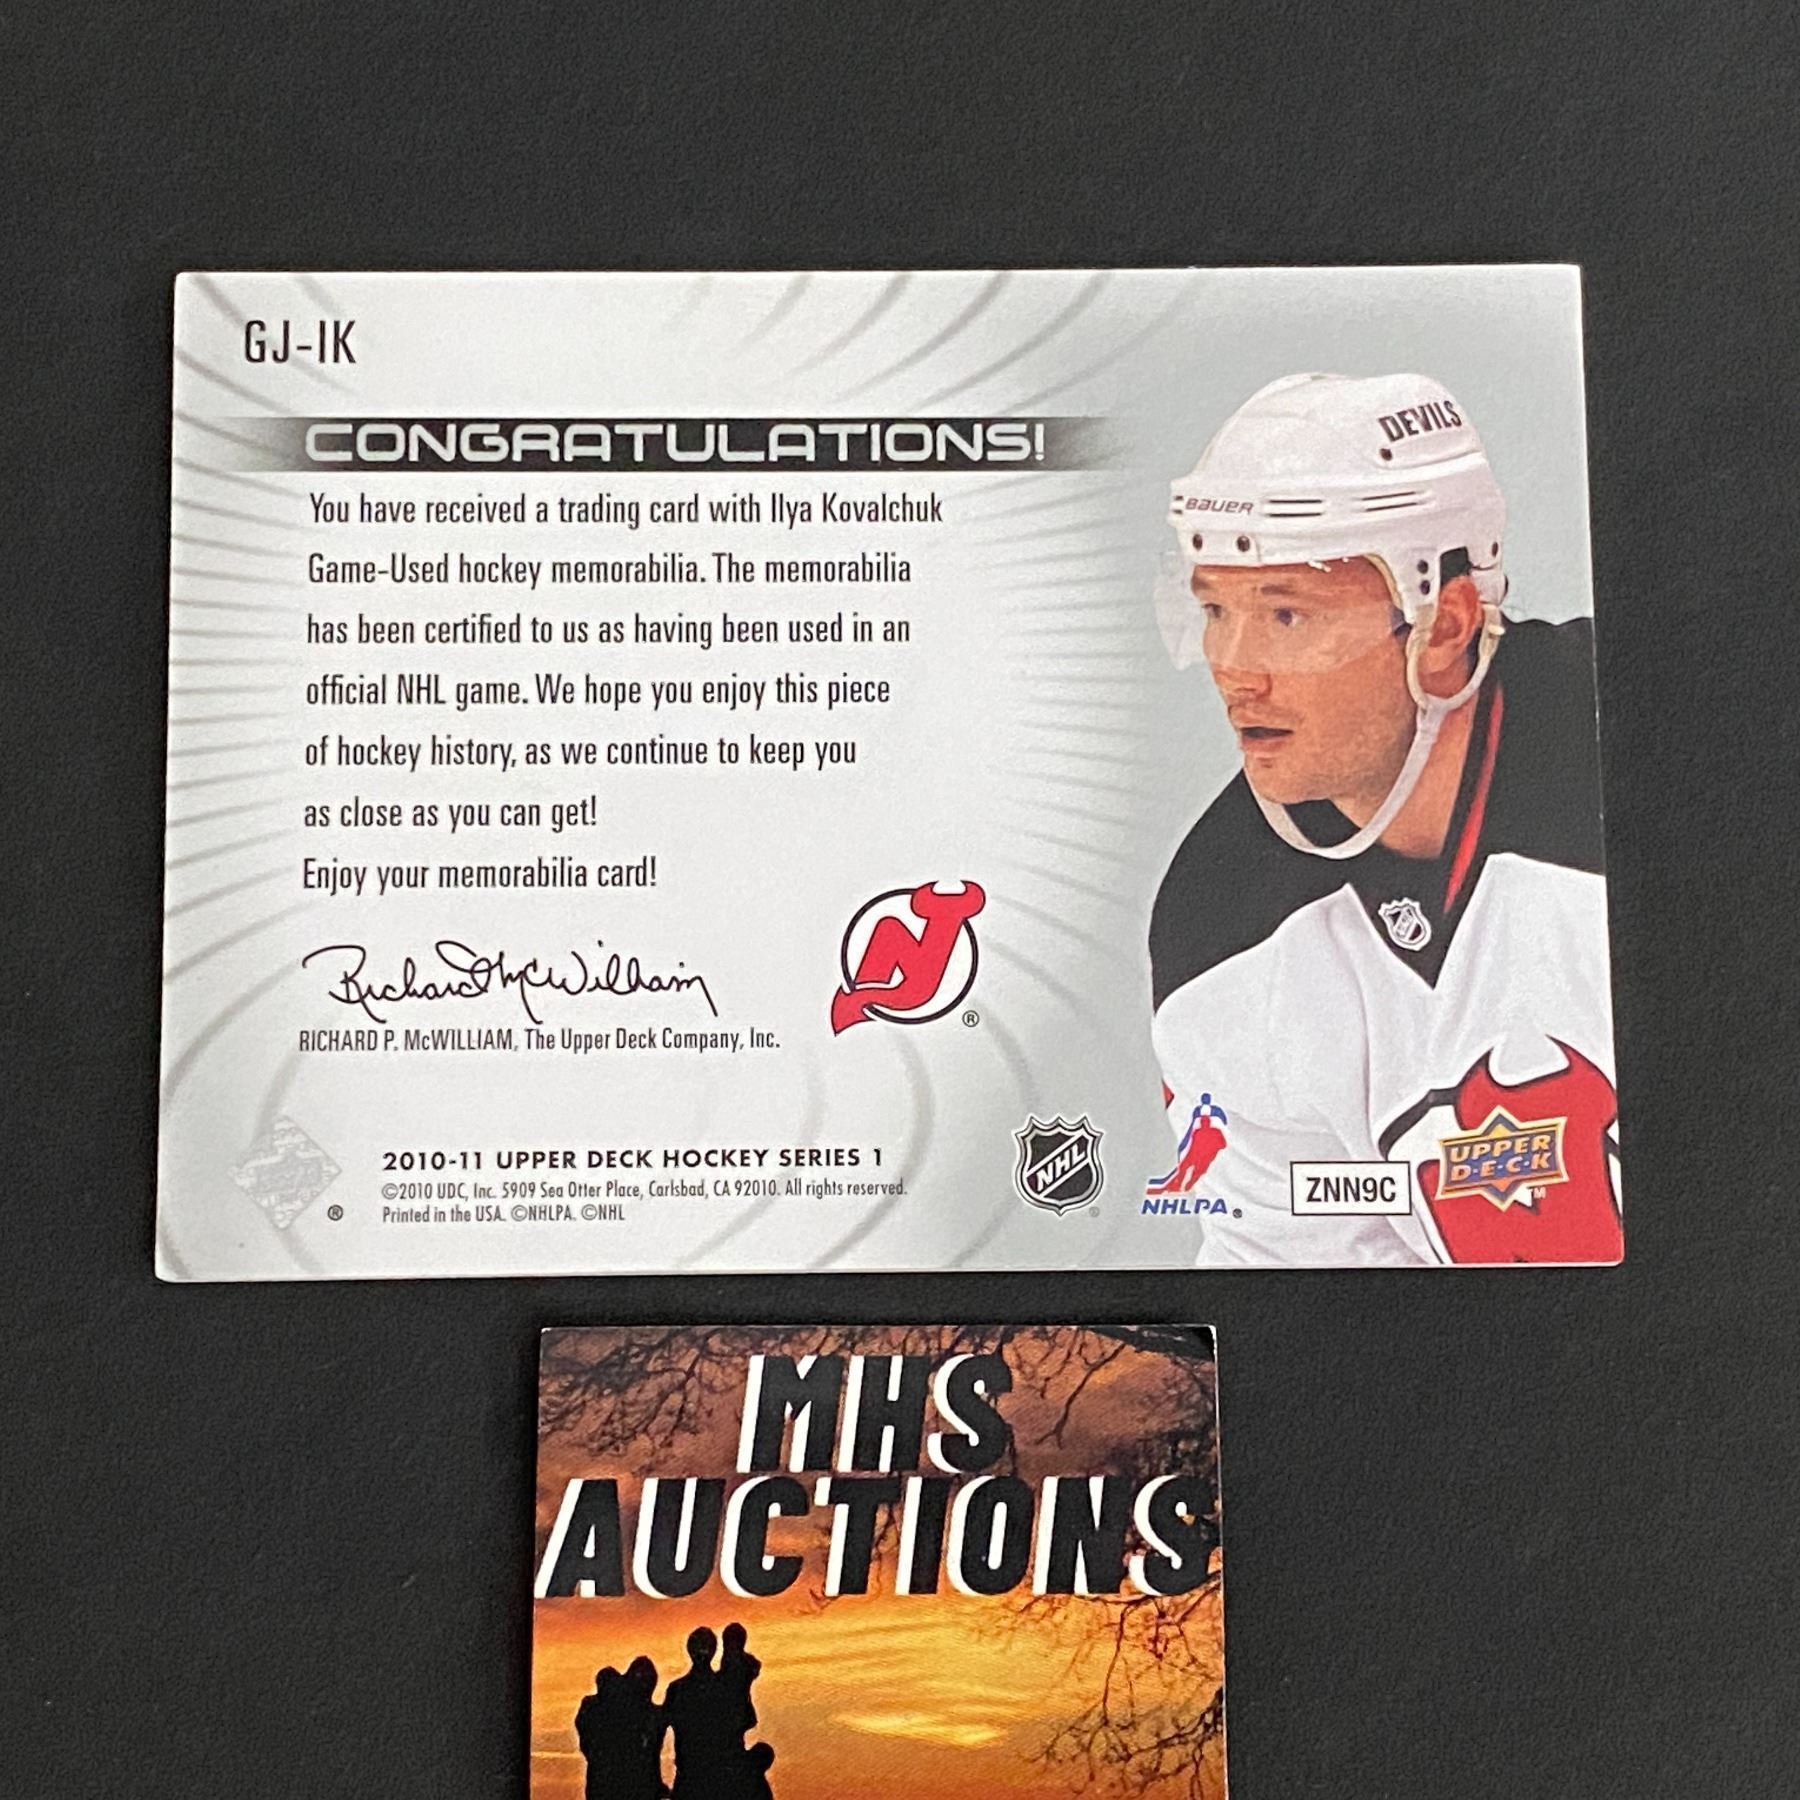 GJ-IK
CONGRATULATIONS!
You have received a trading card with Ilya Kovalchuk
Game-Used hockey memorabilia. The memorabilia
has been certified to us as having been used in an
official NHL game. We hope you enjoy this piece
of hockey history, as we continue to keep you
as close as you can get!
Enjoy your memorabilia card!
Richard McWilliam
RICHARD P. McWILLIAM, The Upper Deck Company, Inc.
®
2010-11 UPPER DECK HOCKEY SERIES 1
©2010 UDC, Inc. 5909 Sea Otter Place, Carlsbad, CA 92010. All rights reserved.
Printed in the USA. ©NHLPA. ©NHL
®
NHL
NHLPA
ZNN9C
UPPER
D·E·C·K
TM
DEVILS
BAUER
MHS
AUCTIONS